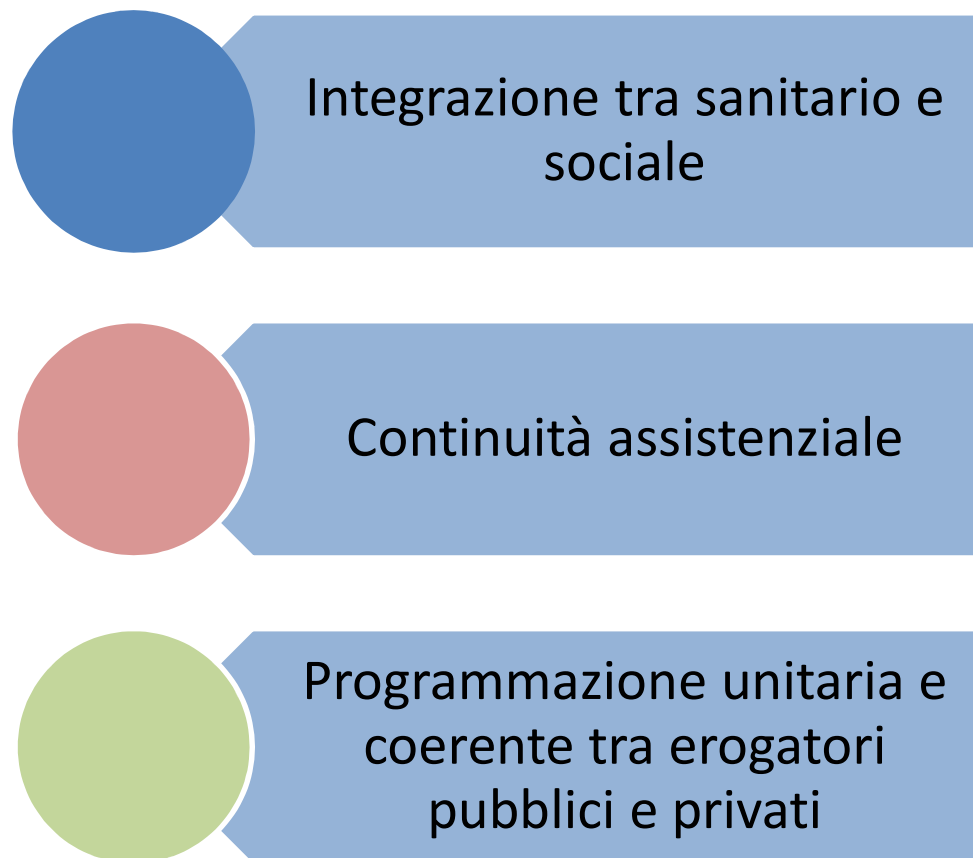 Integrazione tra sanitario e
sociale
Continuità assistenziale
Programmazione unitaria e
coerente tra erogatori
pubblici e privati